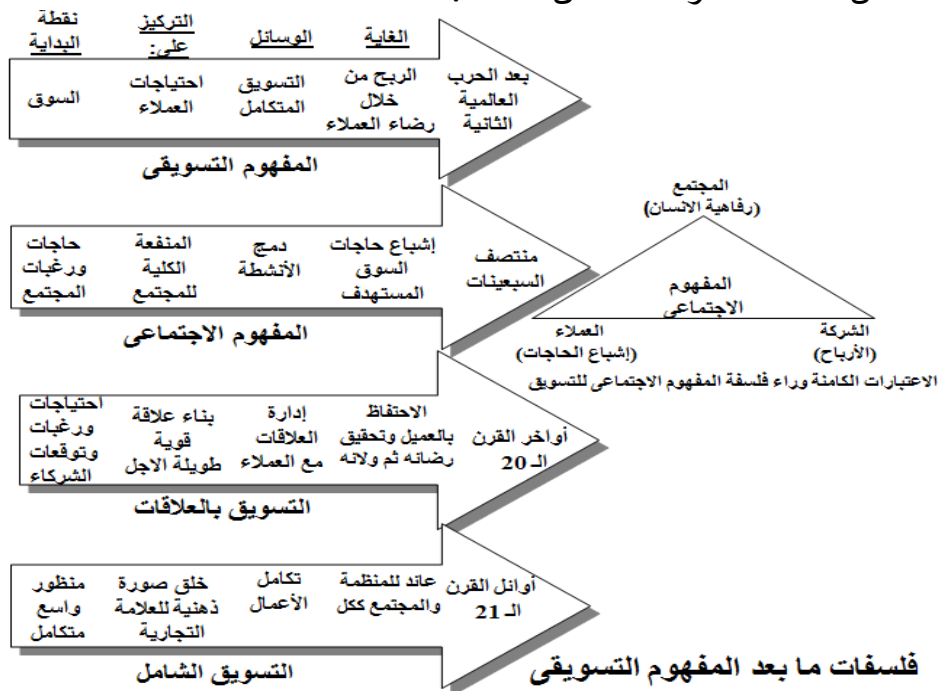 نقطة البداية
التركيز على:
الوسائل
الغاية
السوق
احتياجات العملاء
التسويق المتكامل
الربح من خلال رضاء العملاء
بعد الحرب العالمية الثانية
المفهوم التسويقى
حاجات ورغبات المجتمع
المنفعة الكلية للمجتمع
دمج الأنشطة
إشباع حاجات السوق المستهدف
منتصف السبعينات
المفهوم الاجتماعى
المجتمع
(رفاهية الانسان)
المفهوم الاجتماعى
العملاء
(إشباع الحاجات)
الشركة
(الأرباح)
الاعتبارات الكامنة وراء فلسفة المفهوم الاجتماعى للتسويق
احتياجات ورغبات وتوقعات الشركاء
بناء علاقة قوية طويلة الاجل
إدارة العلاقات مع العملاء
الاحتفاظ بالعميل وتحقيق رضائه ثم ولائه
أواخر القرن الـ 20
التسويق بالعلاقات
منظور واسع متكامل
خلق صورة ذهنية للعلامة التجارية
تكامل الأعمال
عائد للمنظمة والمجتمع ككل
أوائل القرن الـ 21
التسويق الشامل
فلسفات ما بعد المفهوم التسويقى